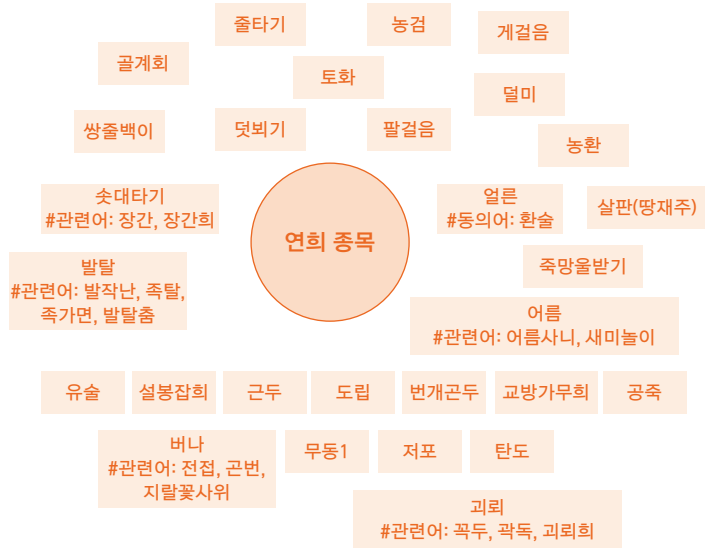 줄타기
농검
게걸음
골계회
토화
덜미
쌍줄백이
덧뵈기
팔걸음
농환
솟대타기
#관련어: 장간, 장간희
연희 종목
얼른
#동의어: 환술
살판(땅재주)
발탈
#관련어: 발작난, 족탈,
족가면, 발탈춤
죽망울받기
어름
#관련어: 어름사니, 새미놀이
유술
설봉잡희
근두
도립
번개곤두
교방가무희
공죽
버나
#관련어: 전접, 곤번,
지랄꽃사위
무동1
저포
탄도
괴뢰
#관련어: 꼭두, 곽독, 괴뢰희